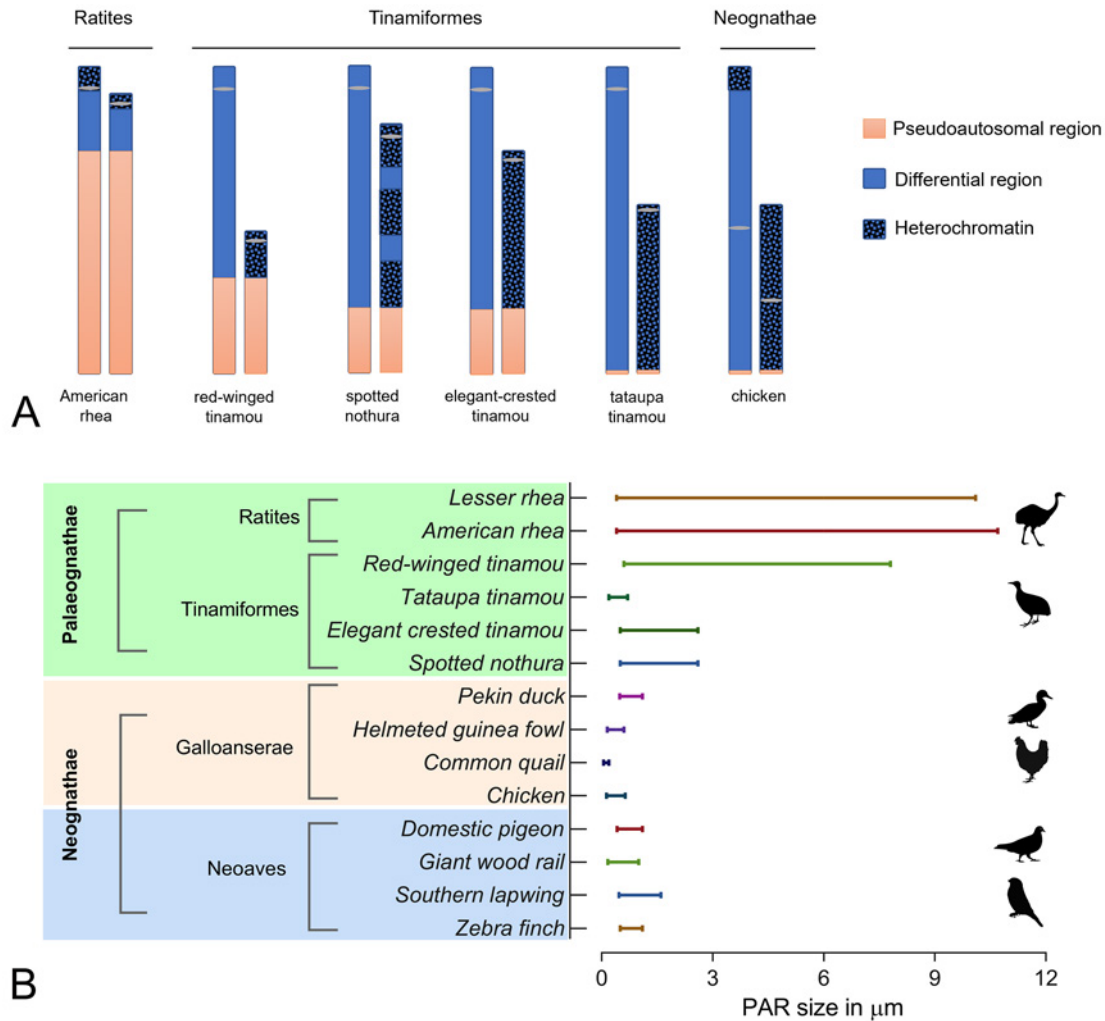 Ratites
Tinamiformes
Neognathae
Pseudoautosomal region
Differential region
Heterochromatin
American
rhea
red-winged
tinamou
spotted
nothura
elegant-crested
tinamou
tataupa
tinamou
chicken
A
Palaeognathae
Ratites
Lesser rhea
American rhea
Tinamiformes
Red-winged tinamou
Tataupa tinamou
Elegant crested tinamou
Spotted nothura
Neognathae
Galloanserae
Pekin duck
Helmeted guinea fowl
Common quail
Chicken
Neoaves
Domestic pigeon
Giant wood rail
Southern lapwing
Zebra finch
0 3 6 9 12
PAR size in μm
B